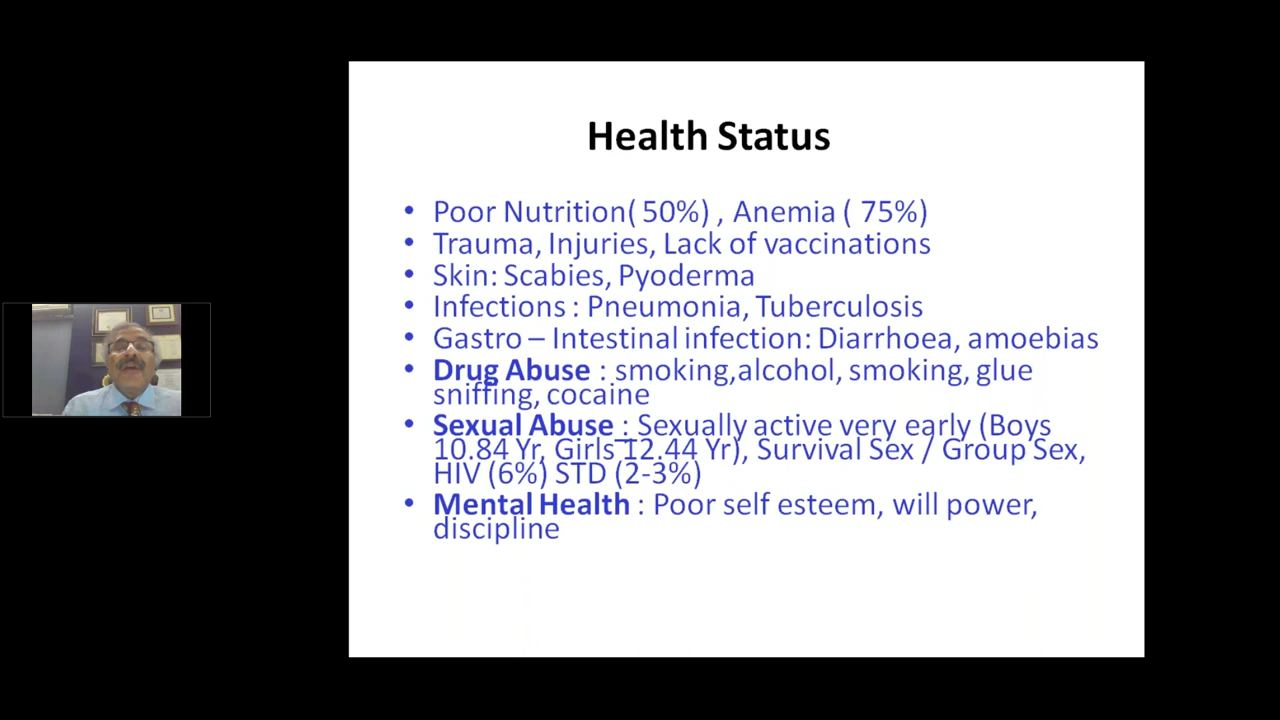 Health Status
• Poor Nutrition( 50%) , Anemia ( 75%)
• Trauma, Injuries, Lack of vaccinations
• Skin: Scabies, Pyoderma
• Infections : Pneumonia, Tuberculosis
• Gastro – Intestinal infection: Diarrhoea, amoebias
• Drug Abuse : smoking,alcohol, smoking, glue
sniffing, cocaine
• Sexual Abuse : Sexually active very early (Boys
10.84 Yr, Girls 12.44 Yr), Survival Sex / Group Sex,
HIV (6%) STD (2-3%)
• Mental Health : Poor self esteem, will power,
discipline